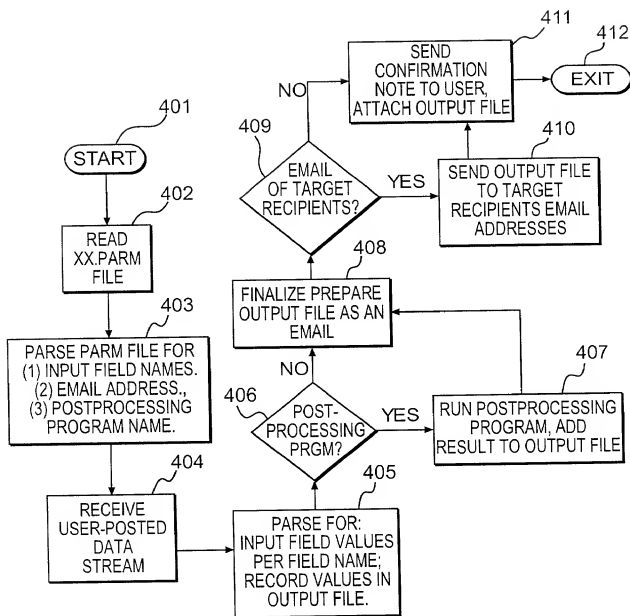 401
START
402
READ
XX.PARM
FILE
403
PARSE PARM FILE FOR
(1) INPUT FIELD NAMES.
(2) EMAIL ADDRESS.,
(3) POSTPROCESSING
PROGRAM NAME.
404
RECEIVE
USER-POSTED
DATA
STREAM
405
PARSE FOR:
INPUT FIELD VALUES
PER FIELD NAME;
RECORD VALUES IN
OUTPUT FILE.
406
POST-
PROCESSING
PRGM?
NO
YES
407
RUN POSTPROCESSING
PROGRAM, ADD
RESULT TO OUTPUT FILE
408
FINALIZE PREPARE
OUTPUT FILE AS AN
EMAIL
409
EMAIL
OF TARGET
RECIPIENTS?
NO
YES
410
SEND OUTPUT FILE
TO TARGET
RECIPIENTS EMAIL
ADDRESSES
411
SEND
CONFIRMATION
NOTE TO USER,
ATTACH OUTPUT FILE
412
EXIT